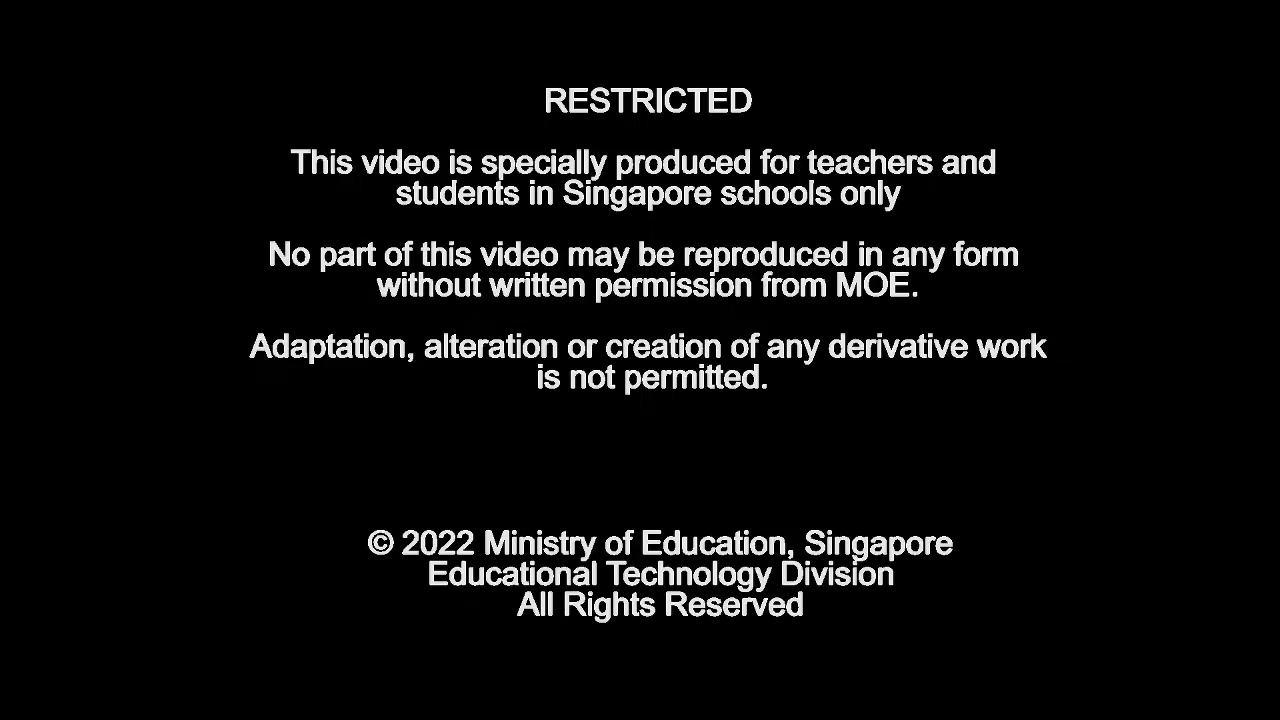 RESTRICTED
This video is specially produced for teachers and
students in Singapore schools only
No part of this video may be reproduced in any form
without written permission from MOE.
Adaptation, alteration or creation of any derivative work
is not permitted.
© 2022 Ministry of Education, Singapore
Educational Technology Division
All Rights Reserved